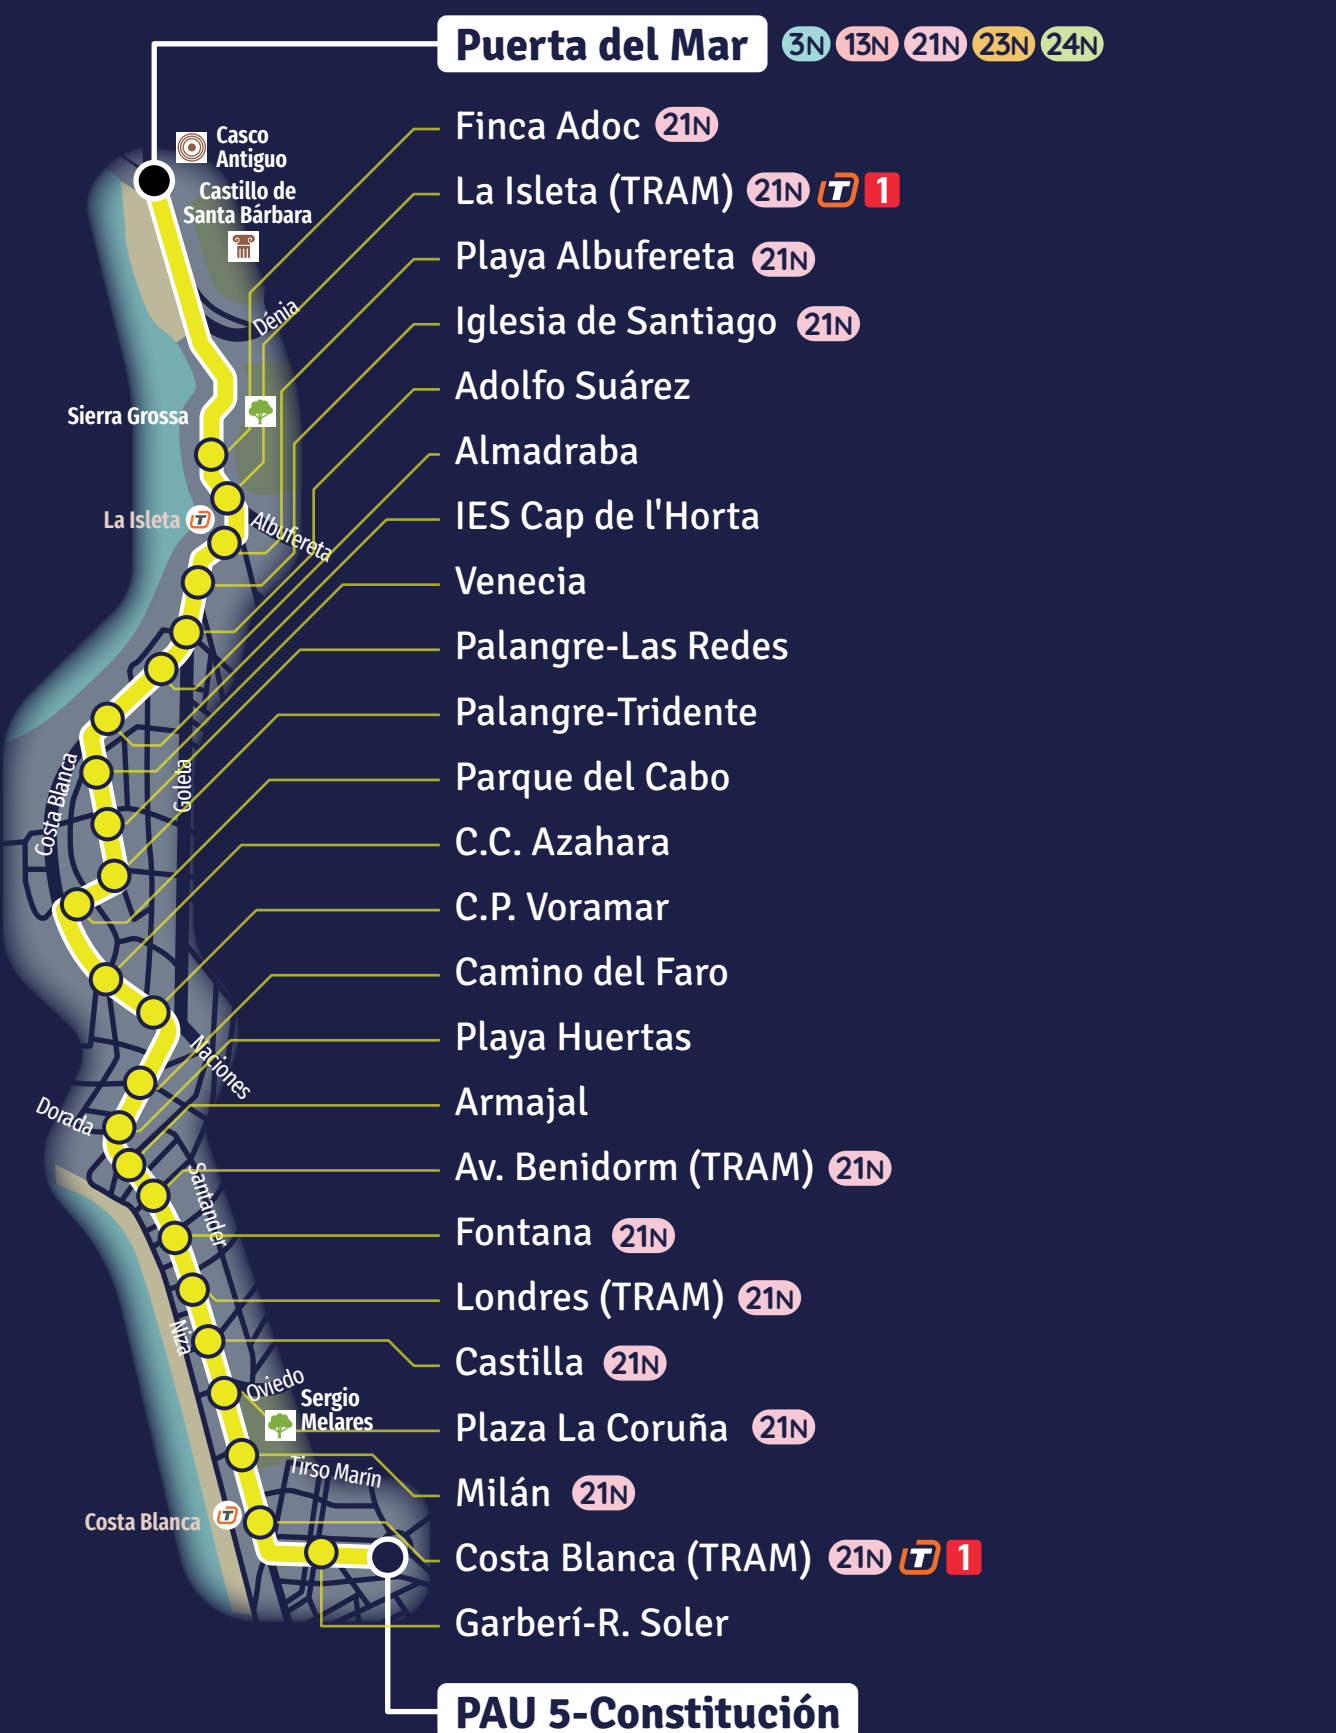 Puerta del Mar 3N 13N 21N 23N 24N
Casco
Antiguo
Castillo de
Santa Bárbara
Finca Adoc 21N
La Isleta (TRAM) 21N T 1
Playa Albufereta 21N
Dénia
Iglesia de Santiago 21N
Adolfo Suárez
Sierra Grossa
Almadraba
La Isleta T
Albufereta
IES Cap de l'Horta
Venecia
Palangre-Las Redes
Palangre-Tridente
Costa Blanca
Goleta
Parque del Cabo
C.C. Azahara
C.P. Voramar
Camino del Faro
Playa Huertas
Naciones
Dorada
Armajal
Av. Benidorm (TRAM) 21N
Santander
Fontana 21N
Londres (TRAM) 21N
Niza
Castilla 21N
Oviedo
Sergio
Melares
Plaza La Coruña 21N
Tirso Marín
Milán 21N
Costa Blanca T
Costa Blanca (TRAM) 21N T 1
Garberí-R. Soler
PAU 5-Constitución